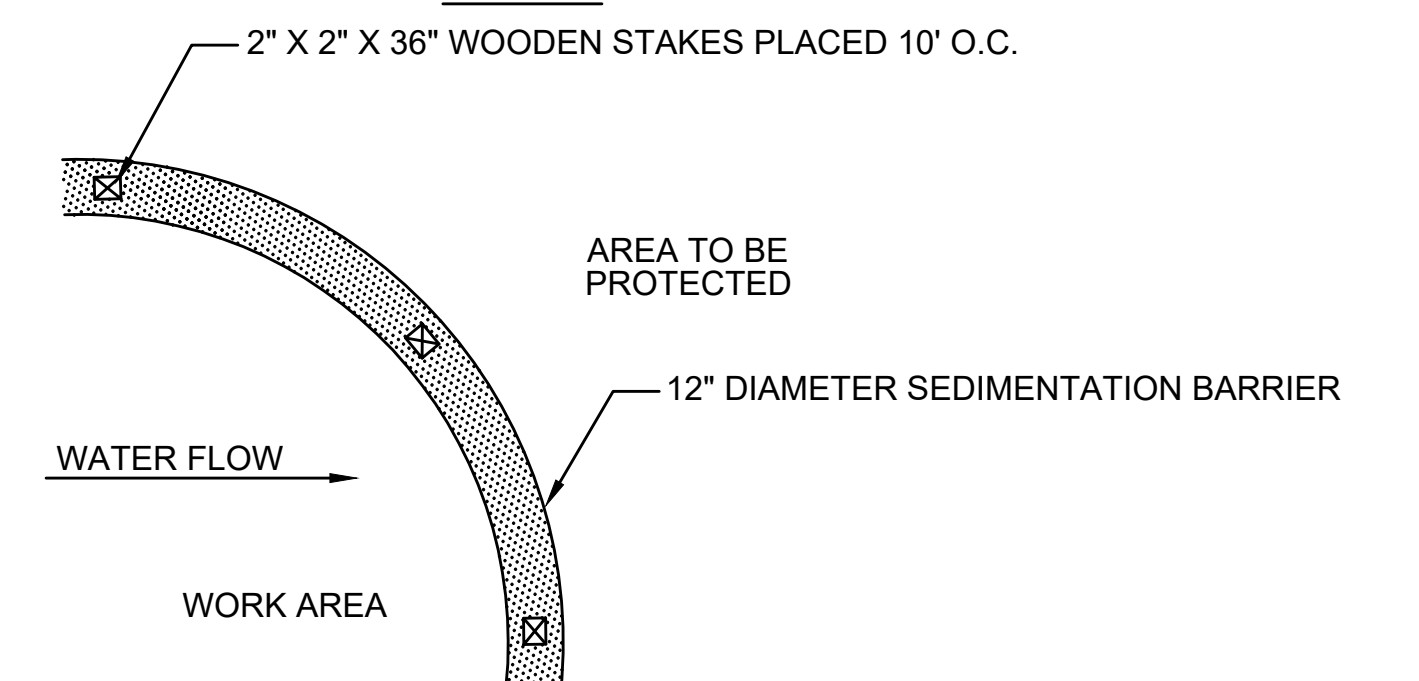 2" X 2" X 36" WOODEN STAKES PLACED 10' O.C.
AREA TO BE
PROTECTED
12" DIAMETER SEDIMENTATION BARRIER
WATER FLOW
WORK AREA